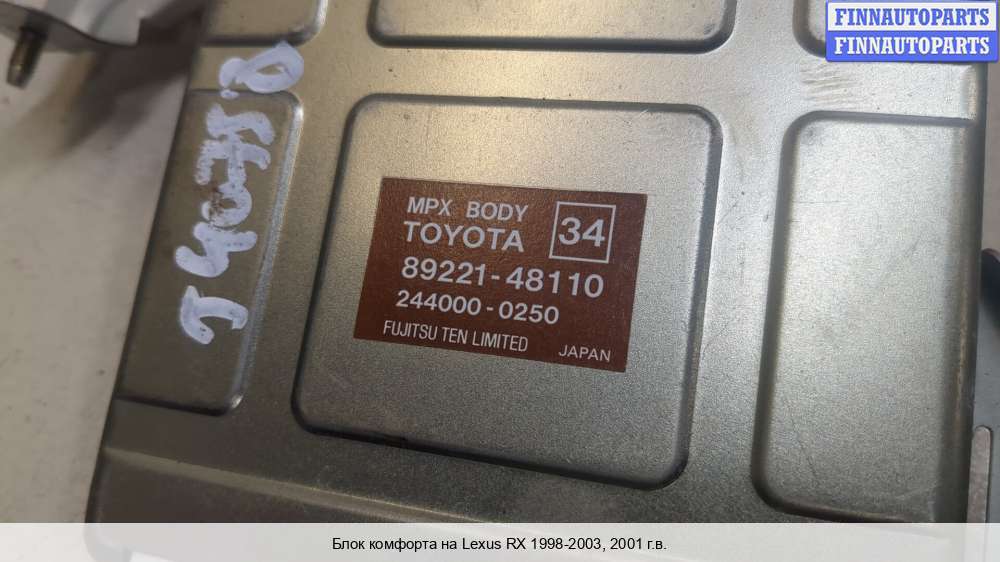 FINNAUTOPARTS
FINNAUTOPARTS
MPX BODY
34
TOYOTA
89221-48110
244000-0250
FUJITSU TEN LIMITED JAPAN
Блок комфорта на Lexus RX 1998-2003, 2001 г.в.